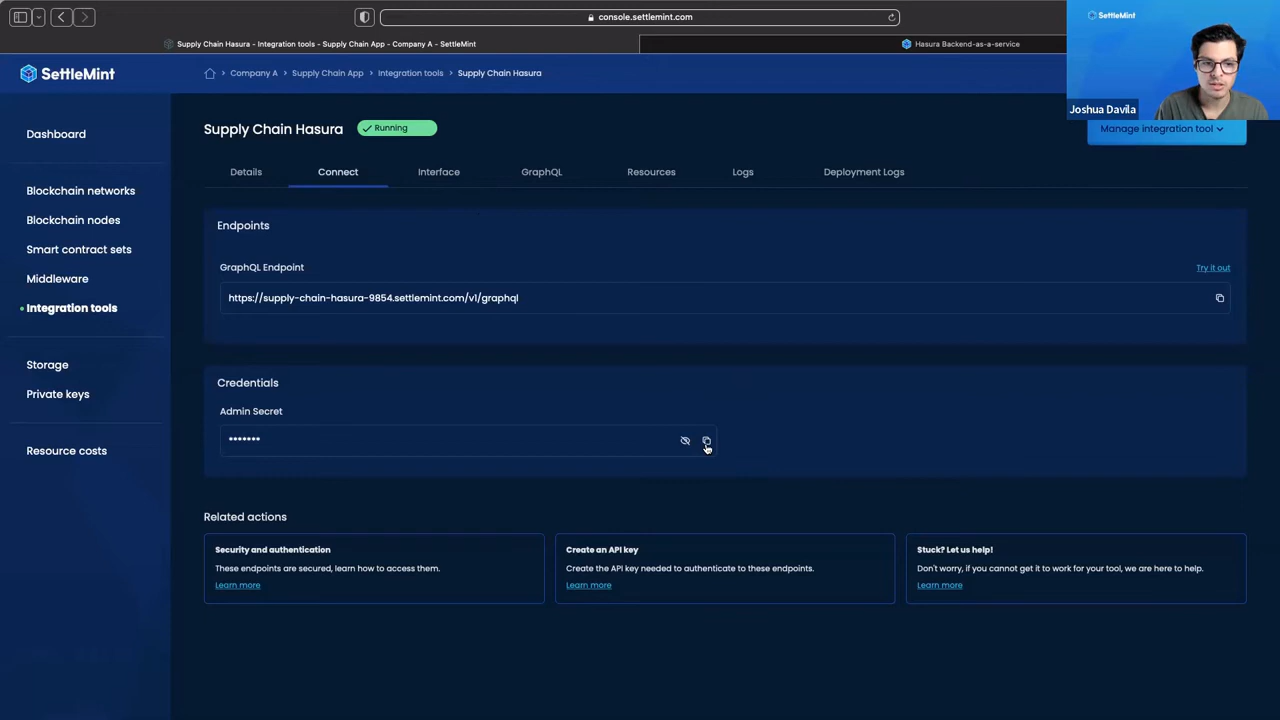 console.settlemint.com
SettleMint
Supply Chain Hasura - Integration tools - Supply Chain App - Company A - SettleMint
Hasura Backend-as-a-service
SettleMint
Company A
Supply Chain App
Integration tools
Supply Chain Hasura
Joshua Davila
Supply Chain Hasura
Running
Manage integration tool
Dashboard
Blockchain networks
Blockchain nodes
Smart contract sets
Middleware
Integration tools
Storage
Private keys
Resource costs
Details
Connect
Interface
GraphQL
Resources
Logs
Deployment Logs
Endpoints
GraphQL Endpoint
Try it out
https://supply-chain-hasura-9854.settlemint.com/v1/graphql
Credentials
Admin Secret
*******
Related actions
Security and authentication
These endpoints are secured, learn how to access them.
Learn more
Create an API key
Create the API key needed to authenticate to these endpoints.
Learn more
Stuck? Let us help!
Don't worry, if you cannot get it to work for your tool, we are here to help.
Learn more